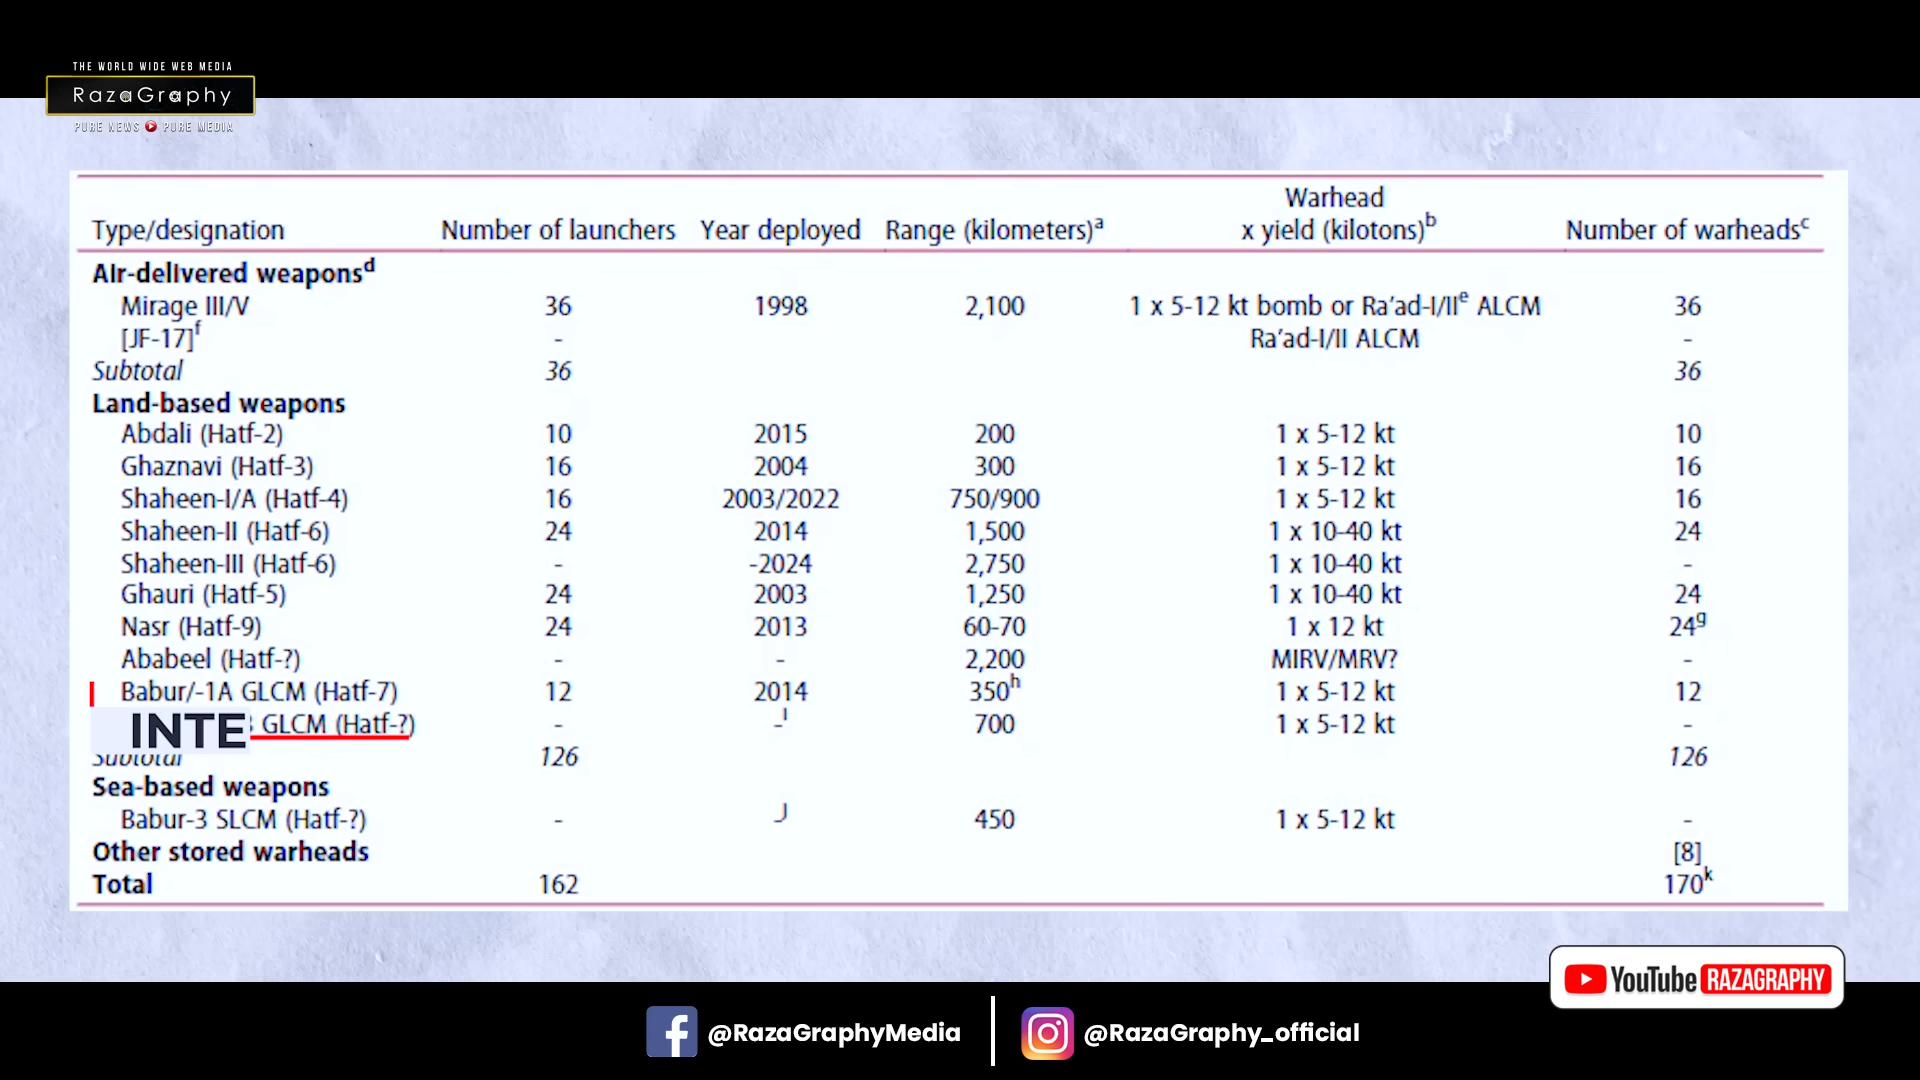 THE WORLD WIDE WEB MEDIA
RazaGraphy
PURE NEWS PURE MEDIA
Warhead
Type/designation Number of launchers Year deployed Range (kilometers)a x yield (kilotons)b Number of warheadsc
Air-delivered weaponsd
Mirage III/V 36 1998 2,100 1 x 5-12 kt bomb or Ra'ad-I/IIe ALCM 36
[JF-17]f - Ra'ad-I/II ALCM -
Subtotal 36 36
Land-based weapons
Abdali (Hatf-2) 10 2015 200 1 x 5-12 kt 10
Ghaznavi (Hatf-3) 16 2004 300 1 x 5-12 kt 16
Shaheen-I/A (Hatf-4) 16 2003/2022 750/900 1 x 5-12 kt 16
Shaheen-II (Hatf-6) 24 2014 1,500 1 x 10-40 kt 24
Shaheen-III (Hatf-6) - -2024 2,750 1 x 10-40 kt -
Ghauri (Hatf-5) 24 2003 1,250 1 x 10-40 kt 24
Nasr (Hatf-9) 24 2013 60-70 1 x 12 kt 24g
Ababeel (Hatf-?) - - 2,200 MIRV/MRV? -
Babur/-1A GLCM (Hatf-7) 12 2014 350h 1 x 5-12 kt 12
INTE GLCM (Hatf-?) - - 700 1 x 5-12 kt -
Subtotal 126 126
Sea-based weapons
Babur-3 SLCM (Hatf-?) - J 450 1 x 5-12 kt -
Other stored warheads [8]
Total 162 170k
YouTube RAZAGRAPHY
@RazaGraphyMedia @RazaGraphy_official